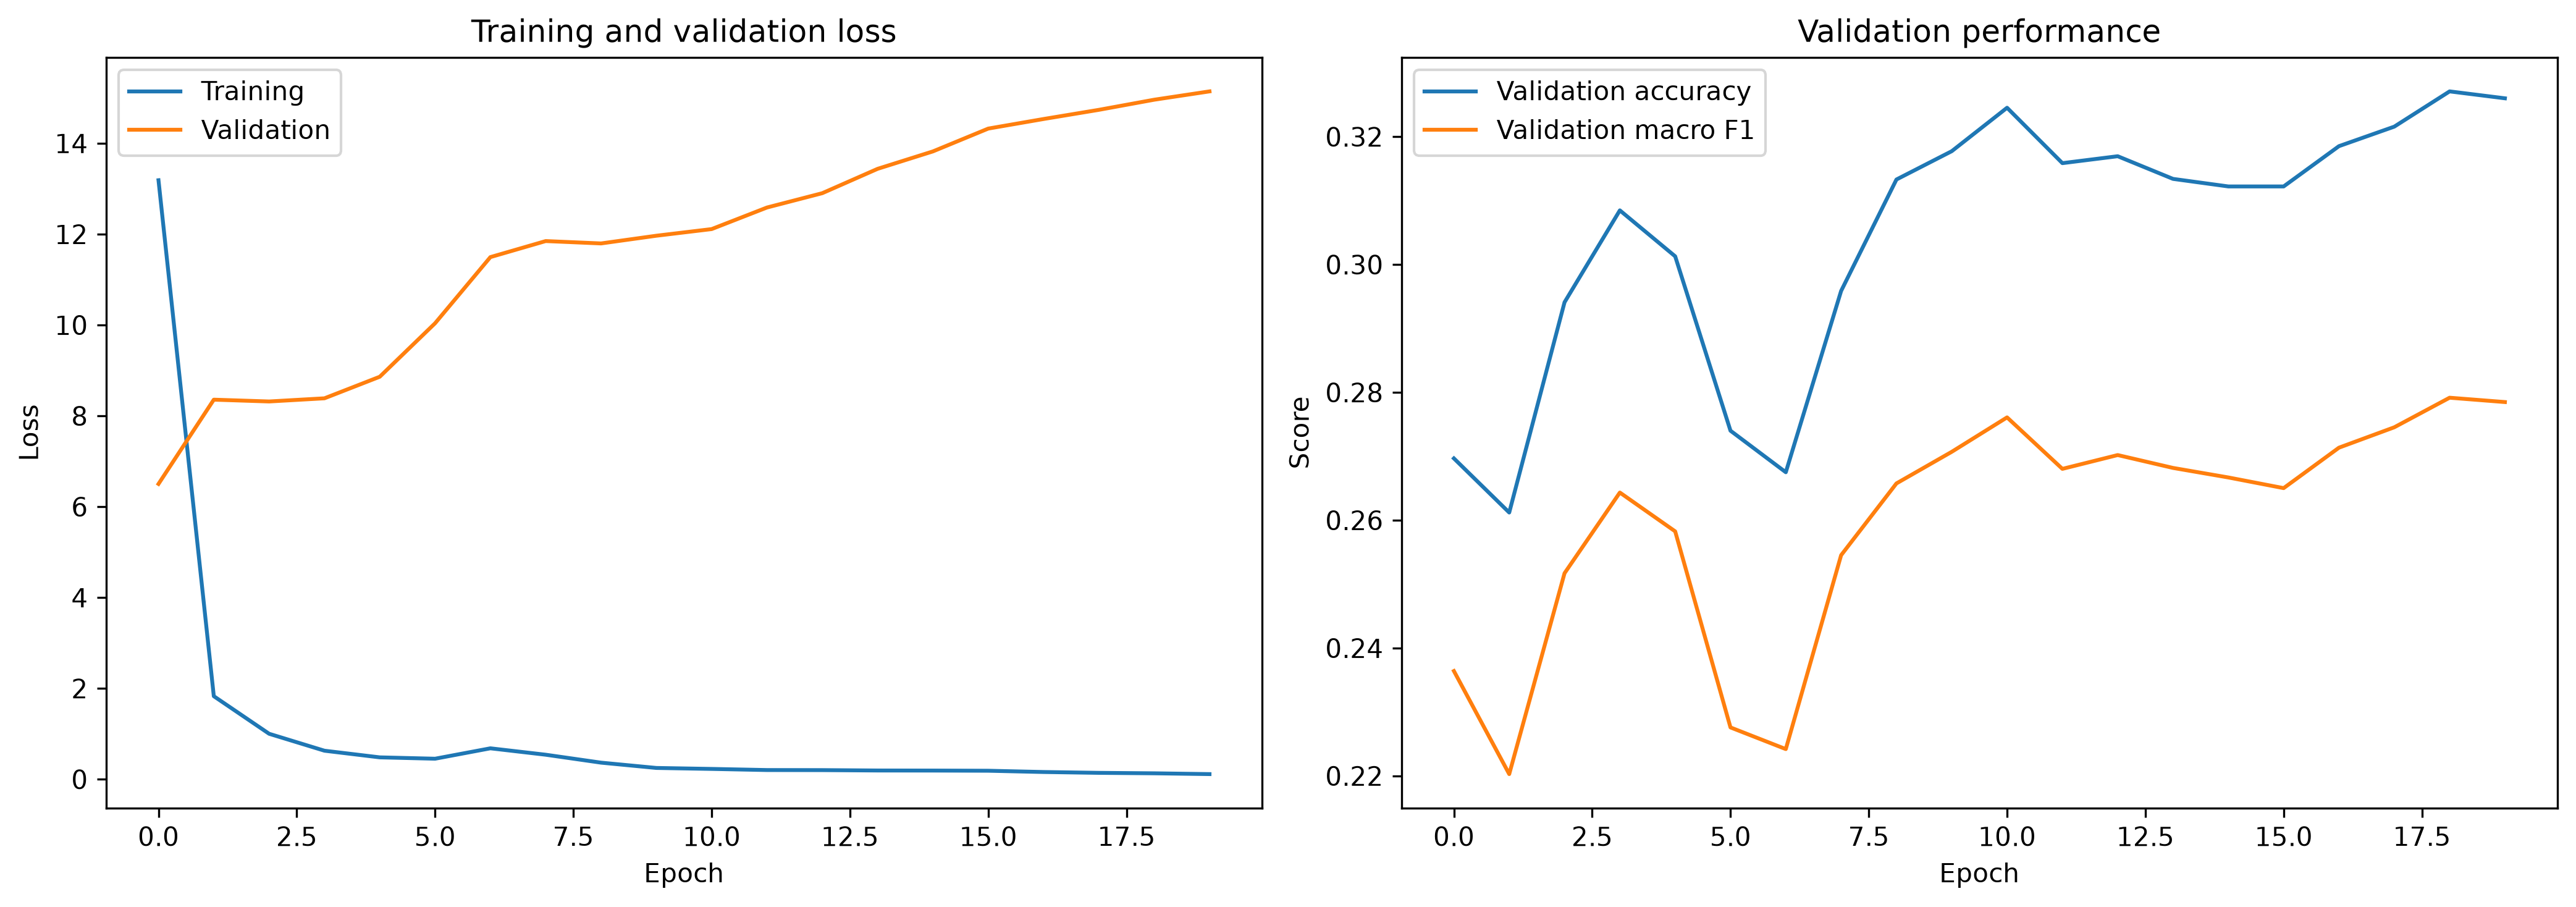 Training and validation loss
Training
Validation
14
12
10
8
6
4
2
0
Loss
0.0 2.5 5.0 7.5 10.0 12.5 15.0 17.5
Epoch
Validation performance
Validation accuracy
Validation macro F1
0.32
0.30
0.28
0.26
0.24
0.22
Score
0.0 2.5 5.0 7.5 10.0 12.5 15.0 17.5
Epoch